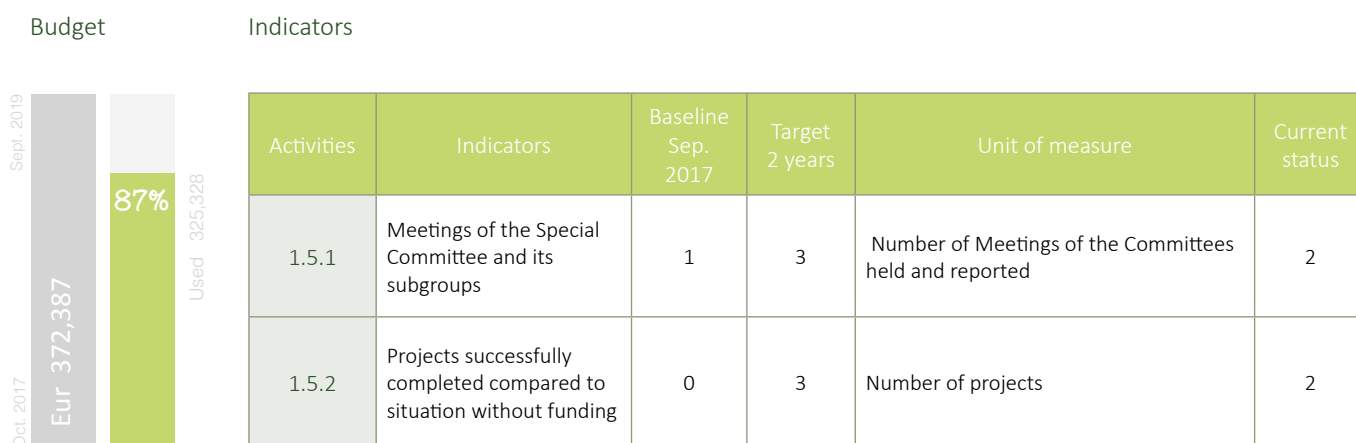 Budget
Indicators
Sept. 2019
Oct. 2017
Eur 372,387
87%
Used 325,328
Activities
Indicators
Baseline
Sep.
2017
Target
2 years
Unit of measure
Current
status
1.5.1
Meetings of the Special
Committee and its
subgroups
1
3
Number of Meetings of the Committees
held and reported
2
1.5.2
Projects successfully
completed compared to
situation without funding
0
3
Number of projects
2